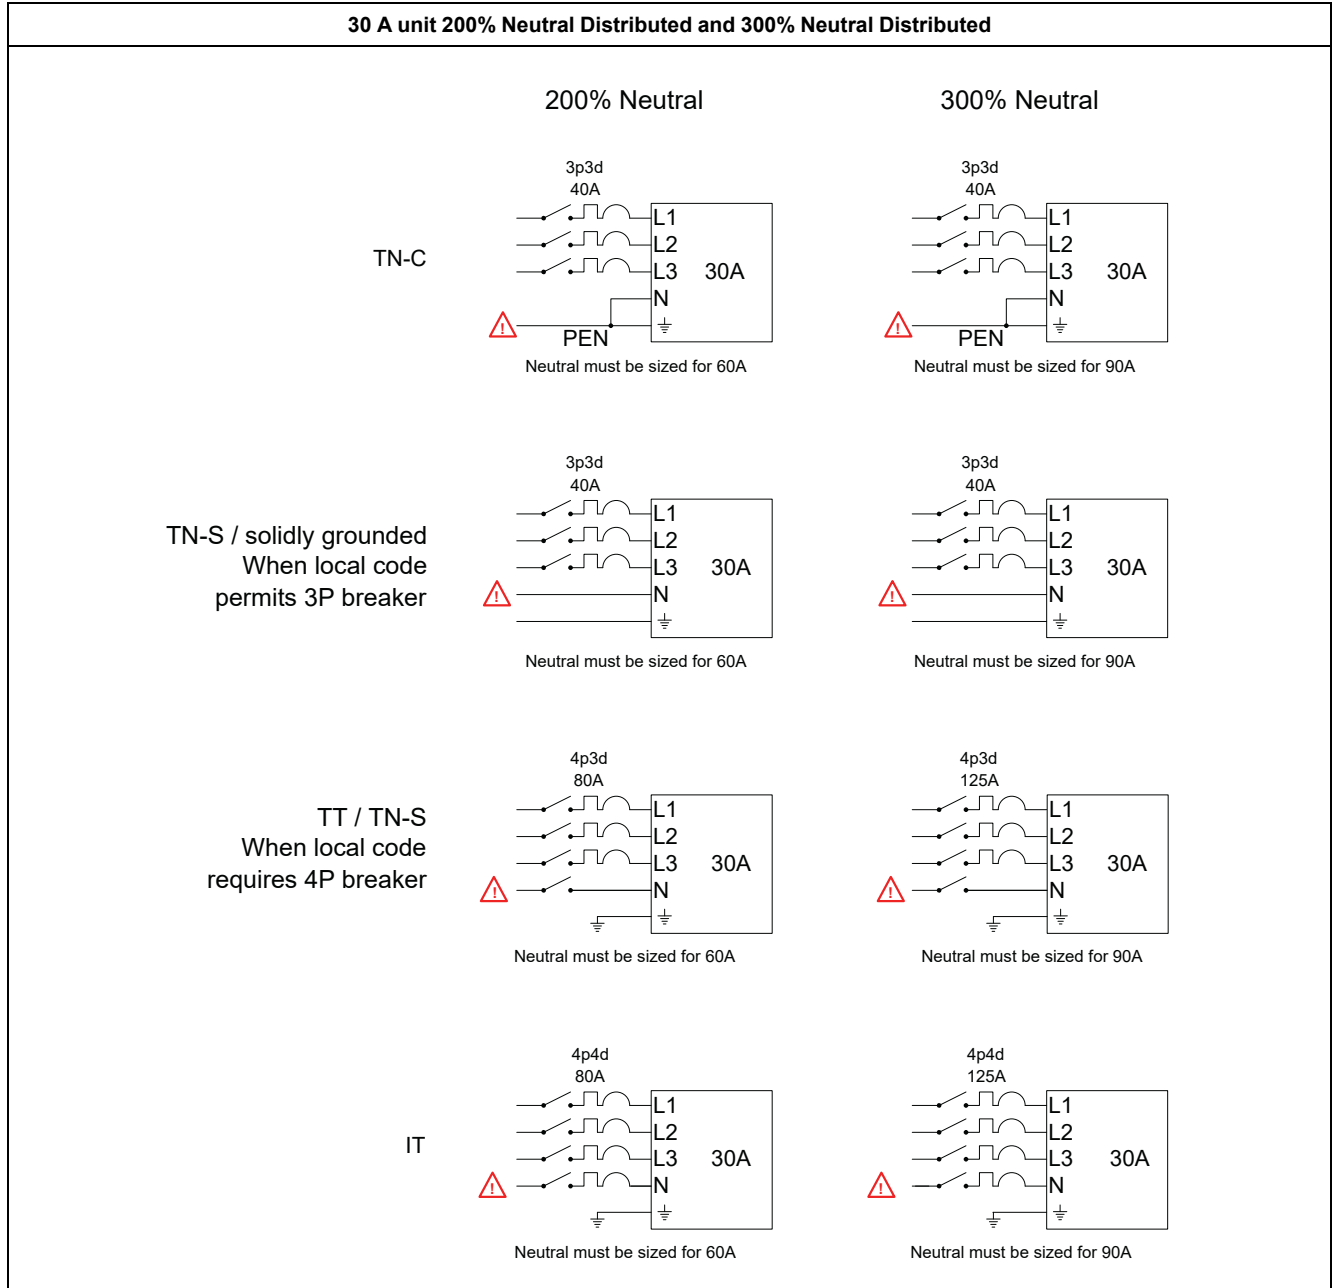 30 A unit 200% Neutral Distributed and 300% Neutral Distributed
200% Neutral
300% Neutral
TN-C
3p3d
40A
L1
L2
L3
30A
N
PEN
Neutral must be sized for 60A
3p3d
40A
L1
L2
L3
30A
N
PEN
Neutral must be sized for 90A
TN-S / solidly grounded
When local code
permits 3P breaker
3p3d
40A
L1
L2
L3
30A
N
Neutral must be sized for 60A
3p3d
40A
L1
L2
L3
30A
N
Neutral must be sized for 90A
TT / TN-S
When local code
requires 4P breaker
4p3d
80A
L1
L2
L3
30A
N
Neutral must be sized for 60A
4p3d
125A
L1
L2
L3
30A
N
Neutral must be sized for 90A
IT
4p4d
80A
L1
L2
L3
30A
N
Neutral must be sized for 60A
4p4d
125A
L1
L2
L3
30A
N
Neutral must be sized for 90A